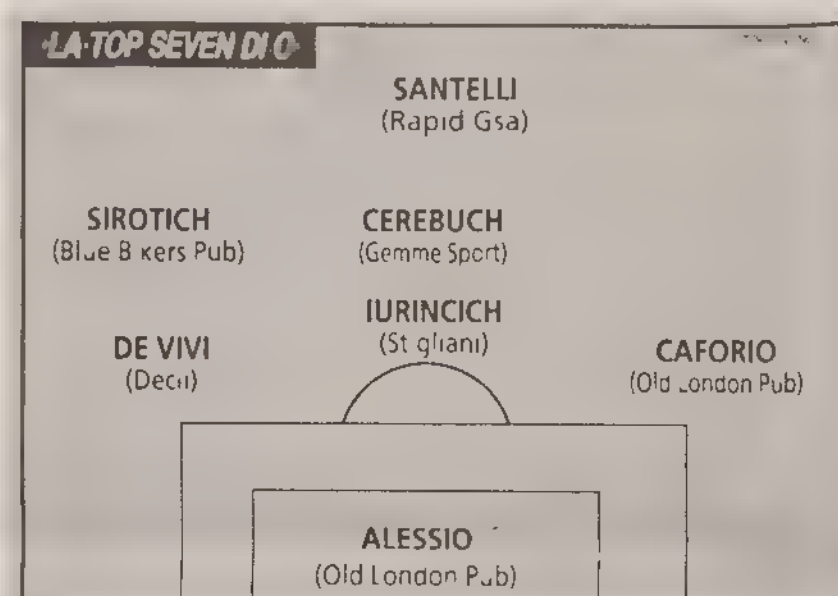 LA TOP SEVEN DI O
SANTELLI
(Rapid Gsa)
SIROTICH
(Blue Bikers Pub)
CEREBUCH
(Gemme Sport)
IURINCICH
(Stigliani)
DE VIVI
CAFORIO
(Old London Pub)
ALESSIO
(Old London Pub)